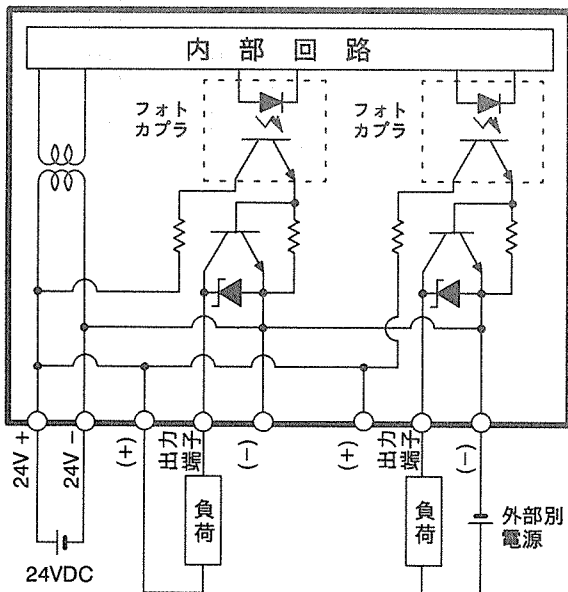 内部回路
フォト
カプラ
フォト
カプラ
24V +
24V −
(+)
出力
端子
(−)
(+)
出力
端子
(−)
負荷
負荷
外部別
電源
24VDC